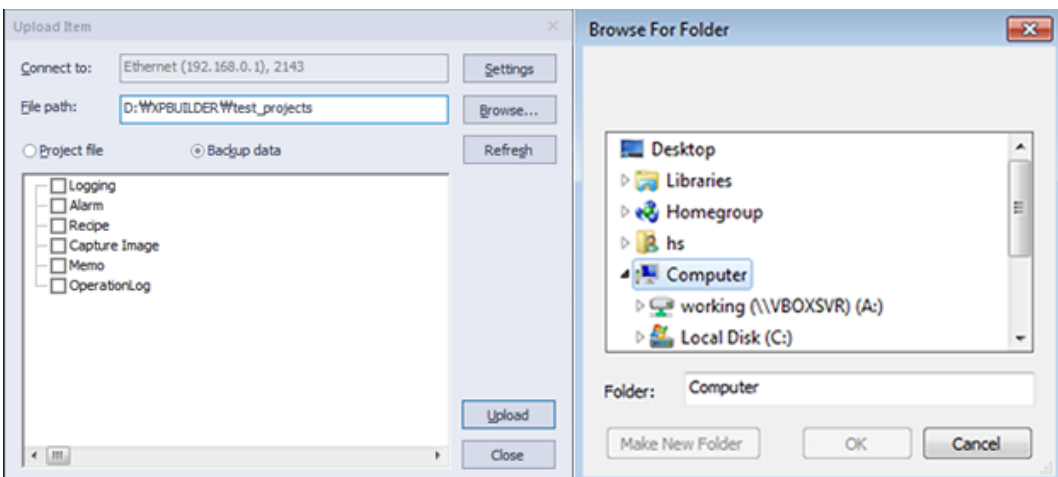 Upload Item
Connect to: Ethernet (192.168.0.1), 2143 Settings
File path: D:₩XPBUILDER₩test_projects Browse...
Project file Backup data Refresh
Logging
Alarm
Recipe
Capture Image
Memo
OperationLog
Upload
Close
Browse For Folder
Desktop
Libraries
Homegroup
hs
Computer
working (\\VBOXSVR) (A:)
Local Disk (C:)
Folder: Computer
Make New Folder OK Cancel